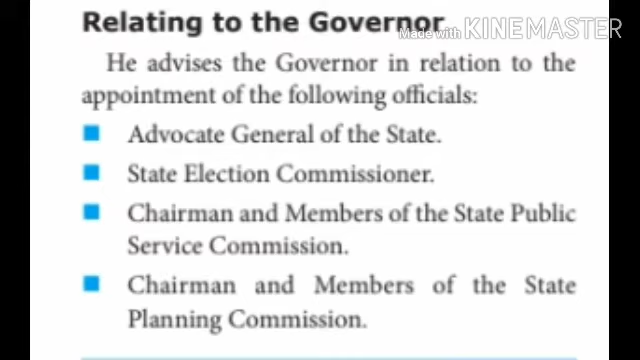 Relating to the Governor
Made with KINEMASTER
He advises the Governor in relation to the
appointment of the following officials:
Advocate General of the State.
State Election Commissioner.
Chairman and Members of the State Public
Service Commission.
Chairman and Members of the State
Planning Commission.